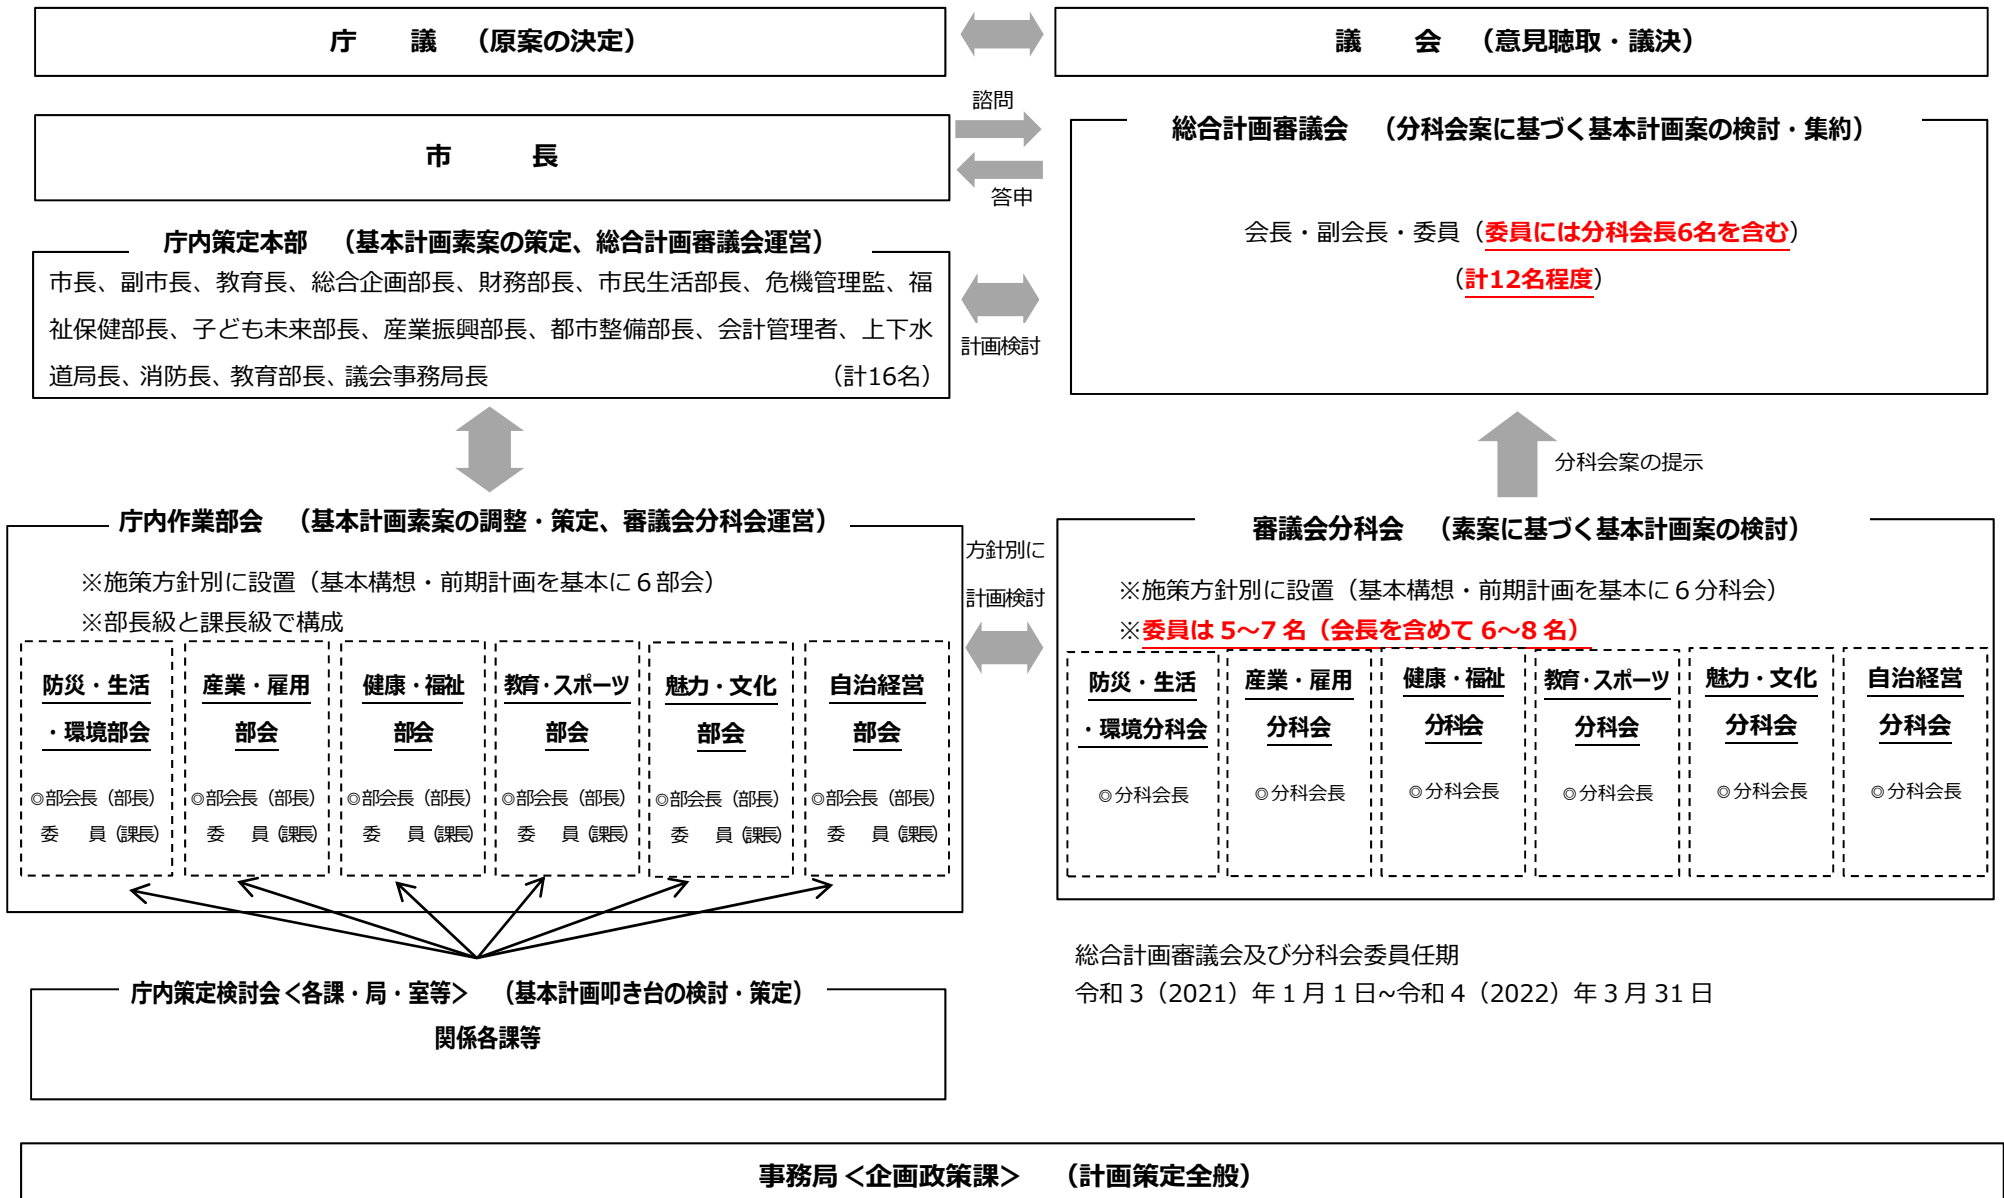 庁　　議　（原案の決定）
議　　会　（意見聴取・議決）
諮問
市　　　長
答申
総合計画審議会　（分科会案に基づく基本計画案の検討・集約）
会長・副会長・委員（委員には分科会長6名を含む）
（計12名程度）
庁内策定本部　（基本計画素案の策定、総合計画審議会運営）
市長、副市長、教育長、総合企画部長、財務部長、市民生活部長、危機管理監、福
祉保健部長、子ども未来部長、産業振興部長、都市整備部長、会計管理者、上下水
道局長、消防長、教育部長、議会事務局長　（計16名）
計画検討
分科会案の提示
庁内作業部会　（基本計画素案の調整・策定、審議会分科会運営）
※施策方針別に設置（基本構想・前期計画を基本に６部会）
※部長級と課長級で構成
防災・生活
・環境部会
◎部会長（部長）
委　員（課長）
産業・雇用
部会
◎部会長（部長）
委　員（課長）
健康・福祉
部会
◎部会長（部長）
委　員（課長）
教育・スポーツ
部会
◎部会長（部長）
委　員（課長）
魅力・文化
部会
◎部会長（部長）
委　員（課長）
自治経営
部会
◎部会長（部長）
委　員（課長）
方針別に
計画検討
審議会分科会　（素案に基づく基本計画案の検討）
※施策方針別に設置（基本構想・前期計画を基本に６分科会）
※委員は５～７名（会長を含めて６～８名）
防災・生活
・環境分科会
◎分科会長
産業・雇用
分科会
◎分科会長
健康・福祉
分科会
◎分科会長
教育・スポーツ
分科会
◎分科会長
魅力・文化
分科会
◎分科会長
自治経営
分科会
◎分科会長
庁内策定検討会＜各課・局・室等＞　（基本計画叩き台の検討・策定）
関係各課等
総合計画審議会及び分科会委員任期
令和３（2021）年１月１日~令和４（2022）年３月31日
事務局＜企画政策課＞　（計画策定全般）